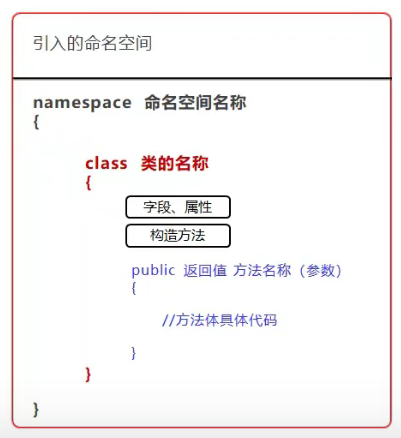 引入的命名空间
namespace 命名空间名称
{
class 类的名称
{
字段、属性
构造方法
public 返回值 方法名称（参数）
{
//方法体具体代码
}
}
}